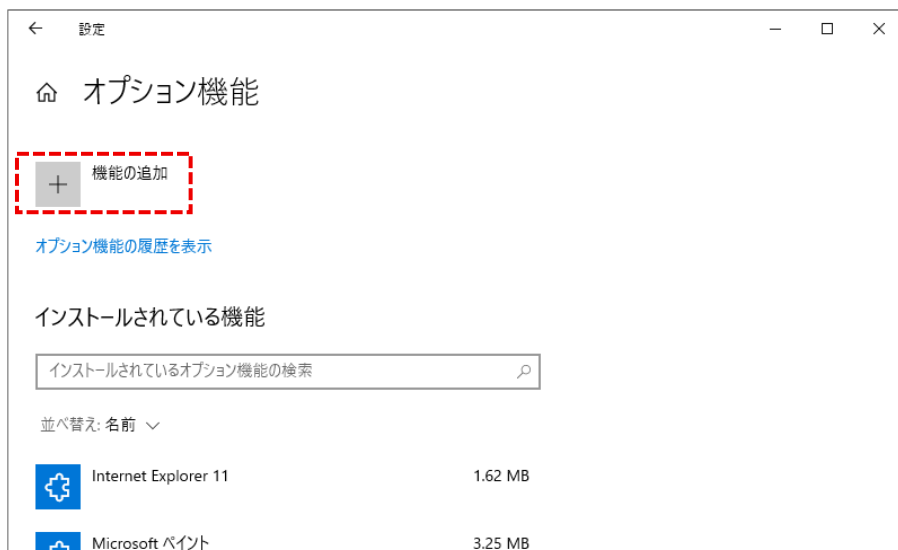 設定
オプション機能
機能の追加
オプション機能の履歴を表示
インストールされている機能
インストールされているオプション機能の検索
並べ替え: 名前
Internet Explorer 11 1.62 MB
Microsoft ペイント 3.25 MB